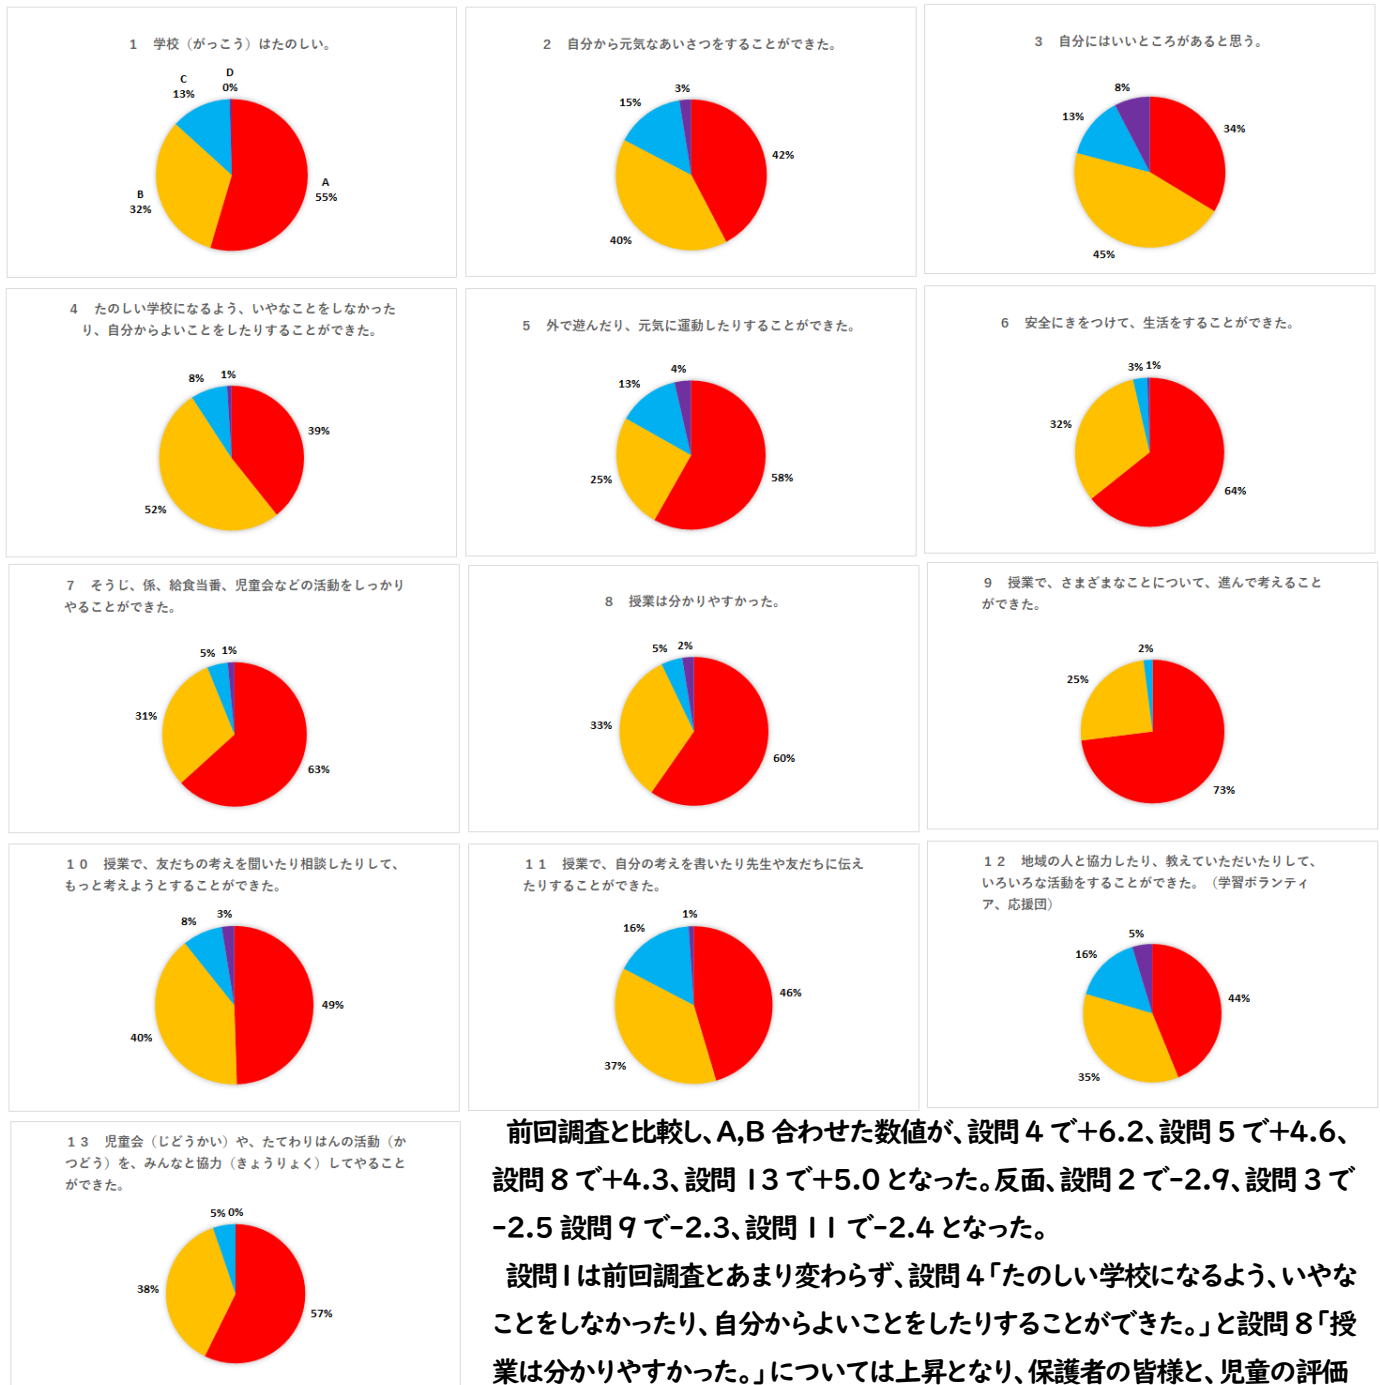 1　学校（がっこう）はたのしい。
D
0%
C
13%
B
32%
A
55%
2　自分から元気なあいさつをすることができた。
3%
15%
42%
40%
3　自分にはいいところがあると思う。
8%
13%
34%
45%
4　たのしい学校になるよう、いやなことをしなかった
り、自分からよいことをしたりすることができた。
8%
1%
39%
52%
5　外で遊んだり、元気に運動したりすることができた。
4%
13%
25%
58%
6　安全にきをつけて、生活をすることができた。
3%
1%
32%
64%
7　そうじ、係、給食当番、児童会などの活動をしっかり
やることができた。
5%
1%
31%
63%
8　授業は分かりやすかった。
5%
2%
33%
60%
9　授業で、さまざまなことについて、進んで考えること
ができた。
2%
25%
73%
10　授業で、友だちの考えを聞いたり相談したりして、
もっと考えようとすることができた。
8%
3%
49%
40%
11　授業で、自分の考えを書いたり先生や友だちに伝え
たりすることができた。
1%
16%
46%
37%
12　地域の人と協力したり、教えていただいたりして、
いろいろな活動をすることができた。（学習ボランティ
ア、応援団）
5%
16%
44%
35%
13　児童会（じどうかい）や、たてわりはんの活動（か
つどう）を、みんなと協力（きょうりょく）してやること
ができた。
5%
0%
38%
57%
前回調査と比較し、A,B 合わせた数値が、設問 4 で+6.2、設問 5 で+4.6、
設問 8 で+4.3、設問 13 で+5.0 となった。反面、設問 2 で-2.9、設問 3 で
-2.5 設問 9 で-2.3、設問 11 で-2.4 となった。
設問1は前回調査とあまり変わらず、設問 4「たのしい学校になるよう、いやな
ことをしなかったり、自分からよいことをしたりすることができた。」と設問 8「授
業は分かりやすかった。」については上昇となり、保護者の皆様と、児童の評価